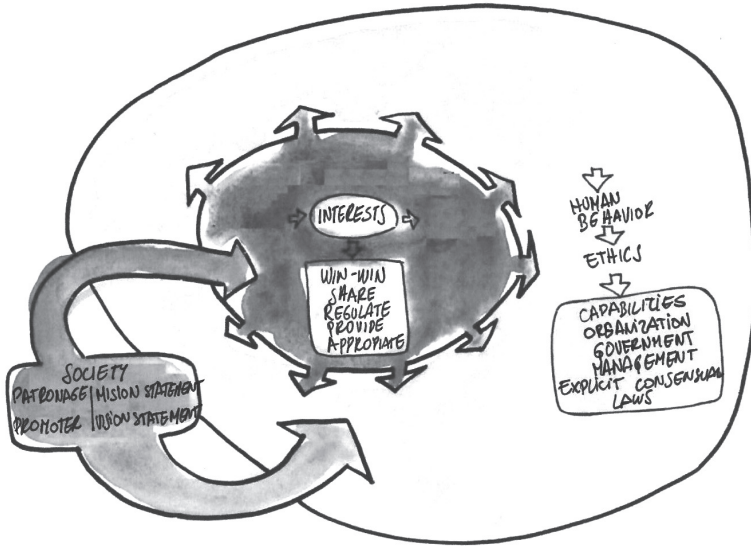 INTERESTS
WIN-WIN
SHARE
REGULATE
PROVIDE
APPROPIATE
HUMAN
BEHAVIOR
ETHICS
CAPABILITIES
ORGANIZATION
GOVERNMENT
MANAGEMENT
EXPLICIT CONSENSUAL
LAWS
SOCIETY
PATRONAGE | MISION STATEMENT
PROMOTER | VISION STATEMENT